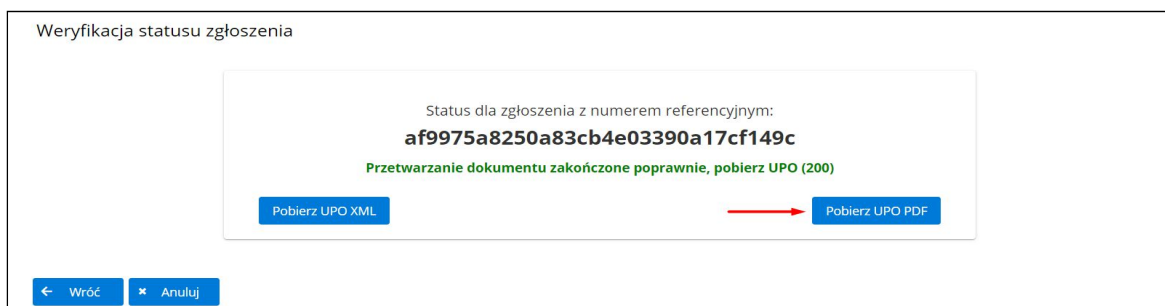 Weryfikacja statusu zgłoszenia
Status dla zgłoszenia z numerem referencyjnym:
af9975a8250a83cb4e03390a17cf149c
Przetwarzanie dokumentu zakończone poprawnie, pobierz UPO (200)
Pobierz UPO XML
Pobierz UPO PDF
Wróć
Anuluj